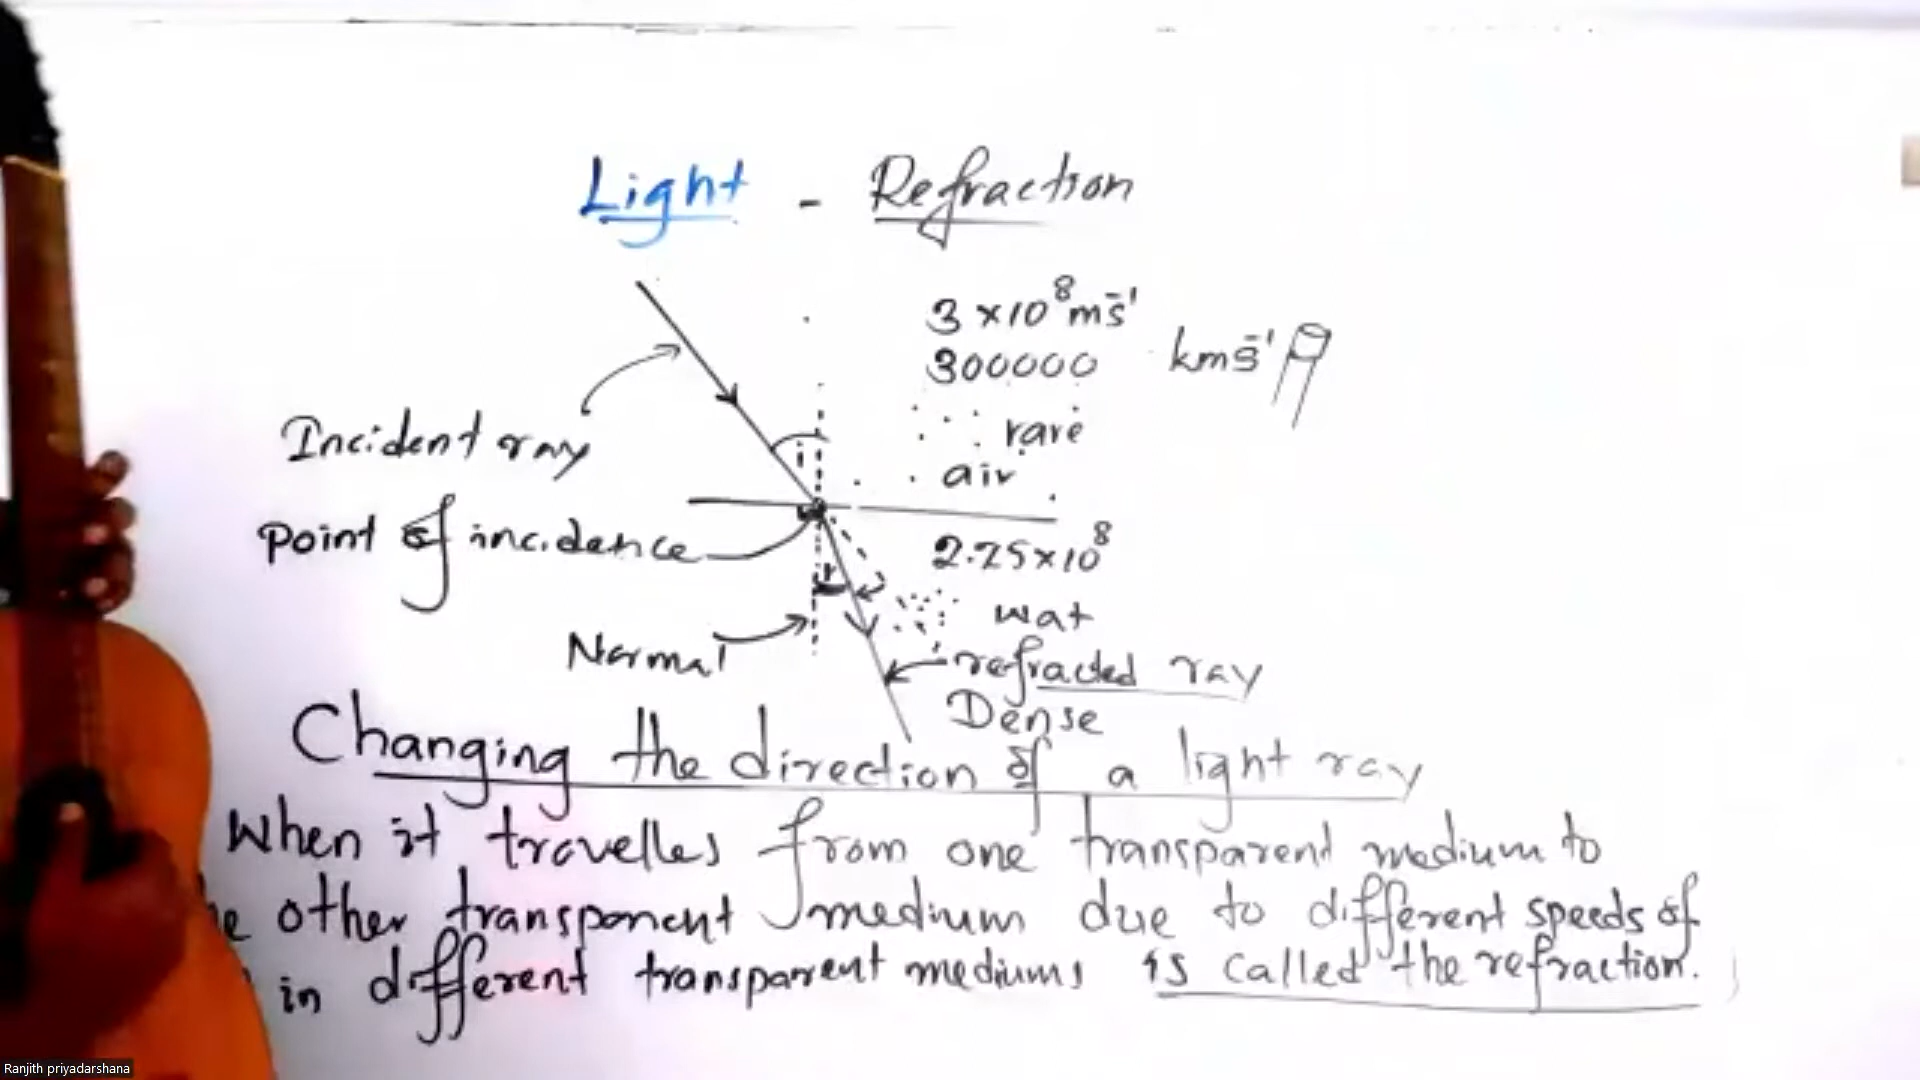 Light - Refraction
3 × 10⁸ ms⁻¹
300000 kms⁻¹
Incident ray
i
rare
air
Point of incidence
2.25×10⁸
r
wat
Normal
refracted ray
Dense
Changing the direction of a light ray
When it travelles from one transparent medium to
other transparent medium due to different speeds of
in different transparent mediums is called the refraction.
Ranjith priyadarshana